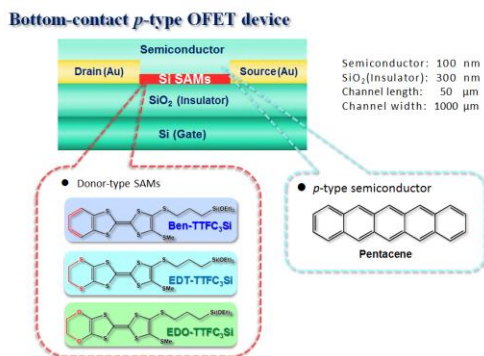 Bottom-contact p-type OFET device
Semiconductor
Drain (Au)
SI SAMs
Source (Au)
SiO2 (Insulator)
Si (Gate)
Semiconductor: 100 nm
SiO2(Insulator): 300 nm
Channel length: 50 μm
Channel width: 1000 μm
● Donor-type SAMs
S S S Si(OEt)3
S S SMe
Ben-TTFC3Si
S S S S Si(OEt)3
S S S SMe
EDT-TTFC3Si
O S S S Si(OEt)3
O S S SMe
EDO-TTFC3Si
● p-type semiconductor
Pentacene